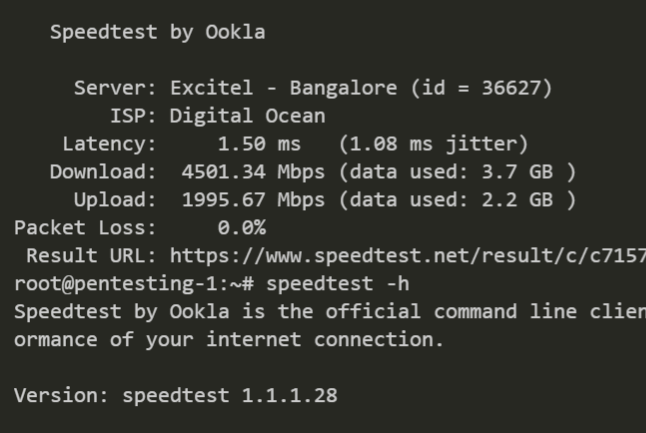 Speedtest by Ookla
Server: Excitel - Bangalore (id = 36627)
ISP: Digital Ocean
Latency: 1.50 ms (1.08 ms jitter)
Download: 4501.34 Mbps (data used: 3.7 GB )
Upload: 1995.67 Mbps (data used: 2.2 GB )
Packet Loss: 0.0%
Result URL: https://www.speedtest.net/result/c/c7157
root@pentesting-1:~# speedtest -h
Speedtest by Ookla is the official command line clien
ormance of your internet connection.
Version: speedtest 1.1.1.28